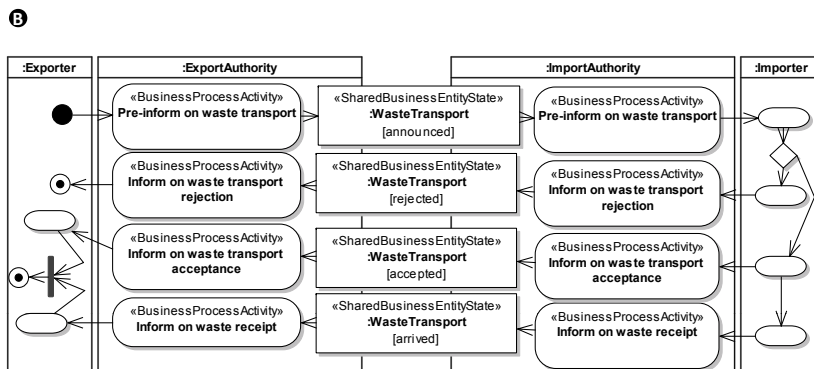 B
:Exporter :ExportAuthority :ImportAuthority :Importer
«BusinessProcessActivity»
Pre-inform on waste transport
«SharedBusinessEntityState»
:WasteTransport
[announced]
«BusinessProcessActivity»
Pre-inform on waste transport
«BusinessProcessActivity»
Inform on waste transport
rejection
«SharedBusinessEntityState»
:WasteTransport
[rejected]
«BusinessProcessActivity»
Inform on waste transport
rejection
«BusinessProcessActivity»
Inform on waste transport
acceptance
«SharedBusinessEntityState»
:WasteTransport
[accepted]
«BusinessProcessActivity»
Inform on waste transport
acceptance
«BusinessProcessActivity»
Inform on waste receipt
«SharedBusinessEntityState»
:WasteTransport
[arrived]
«BusinessProcessActivity»
Inform on waste receipt